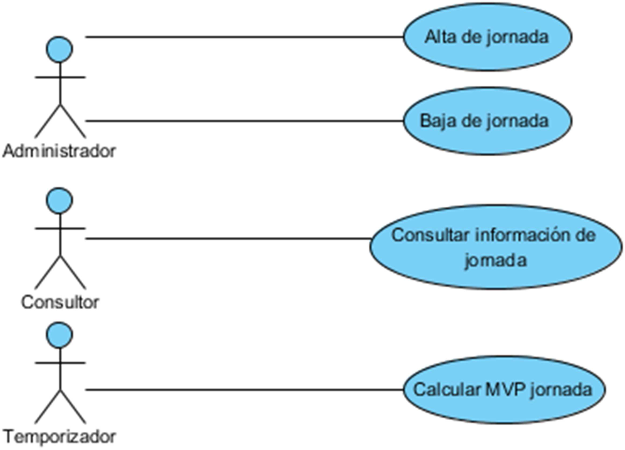 Alta de jornada
Baja de jornada
Administrador
Consultar información de
jornada
Consultor
Calcular MVP jornada
Temporizador